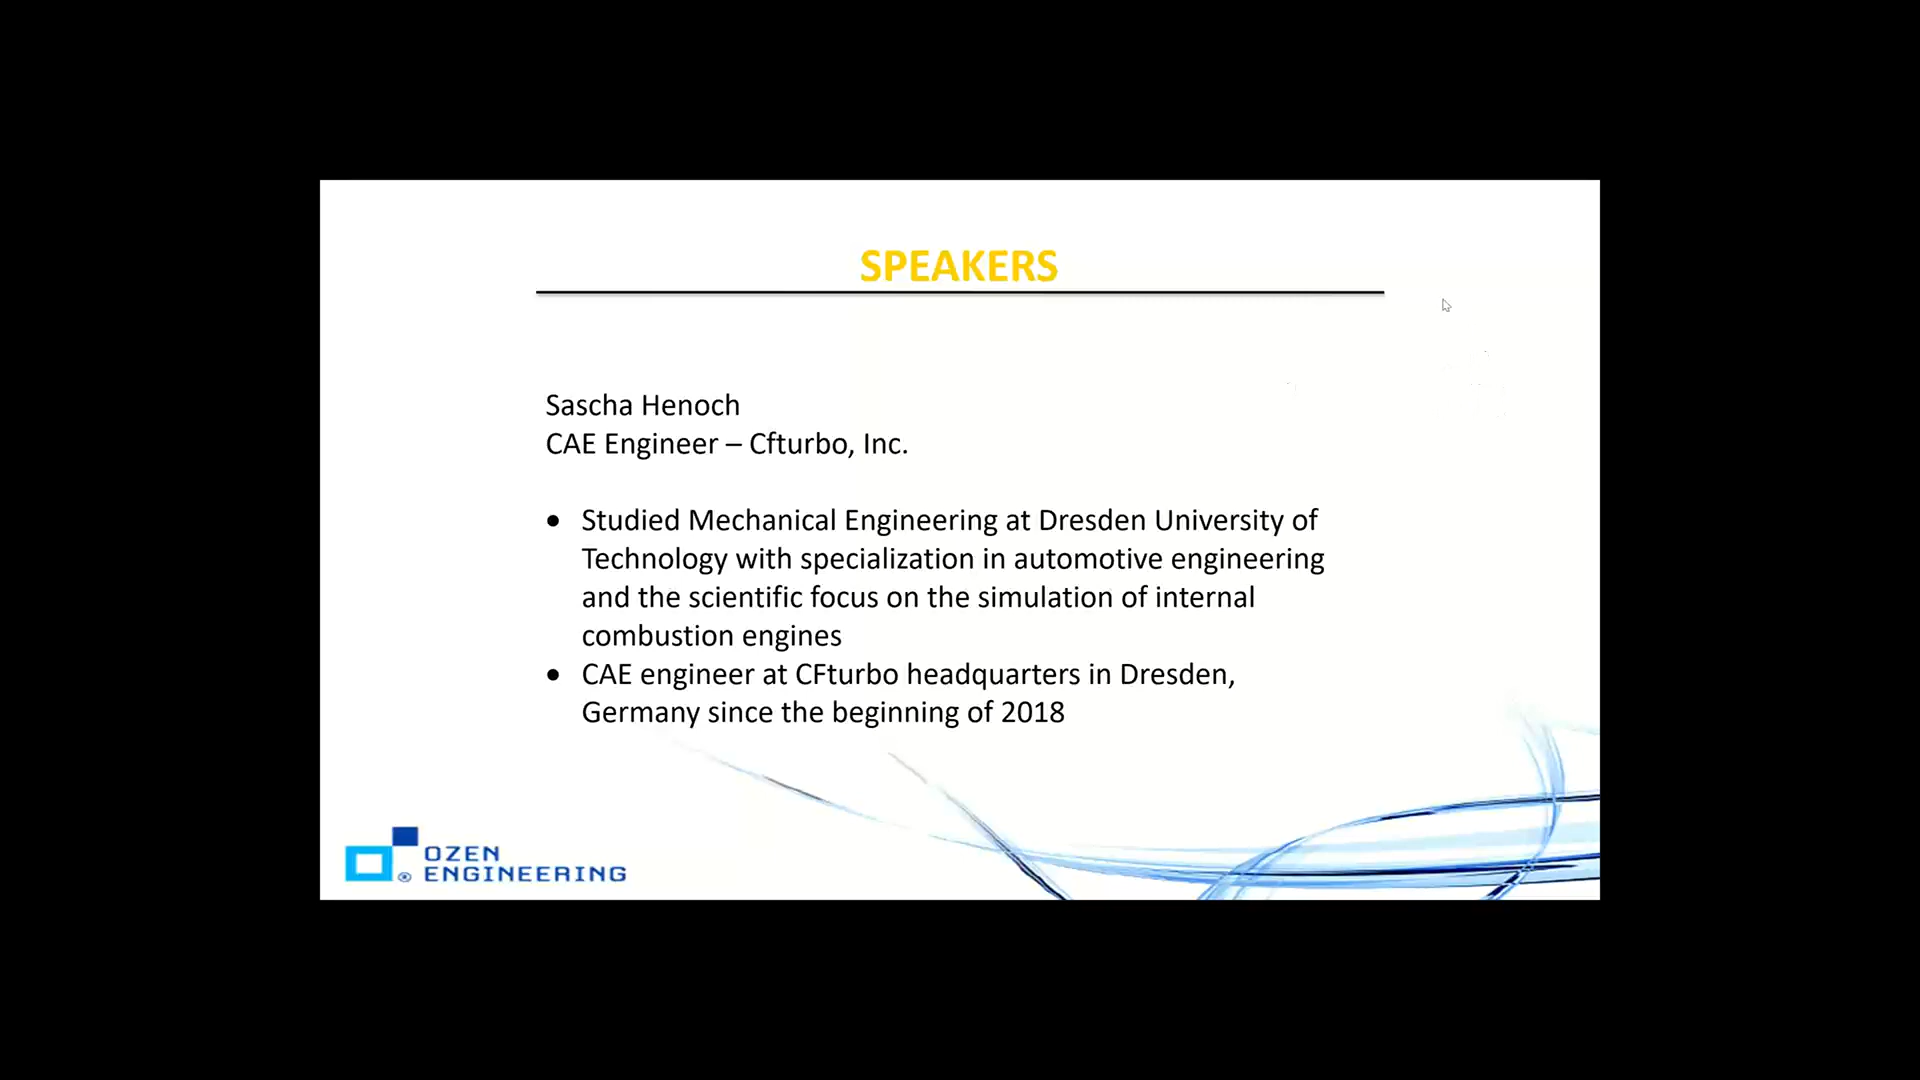 SPEAKERS
Sascha Henoch
CAE Engineer – Cfturbo, Inc.
• Studied Mechanical Engineering at Dresden University of
Technology with specialization in automotive engineering
and the scientific focus on the simulation of internal
combustion engines
• CAE engineer at CFturbo headquarters in Dresden,
Germany since the beginning of 2018
OZEN
® ENGINEERING